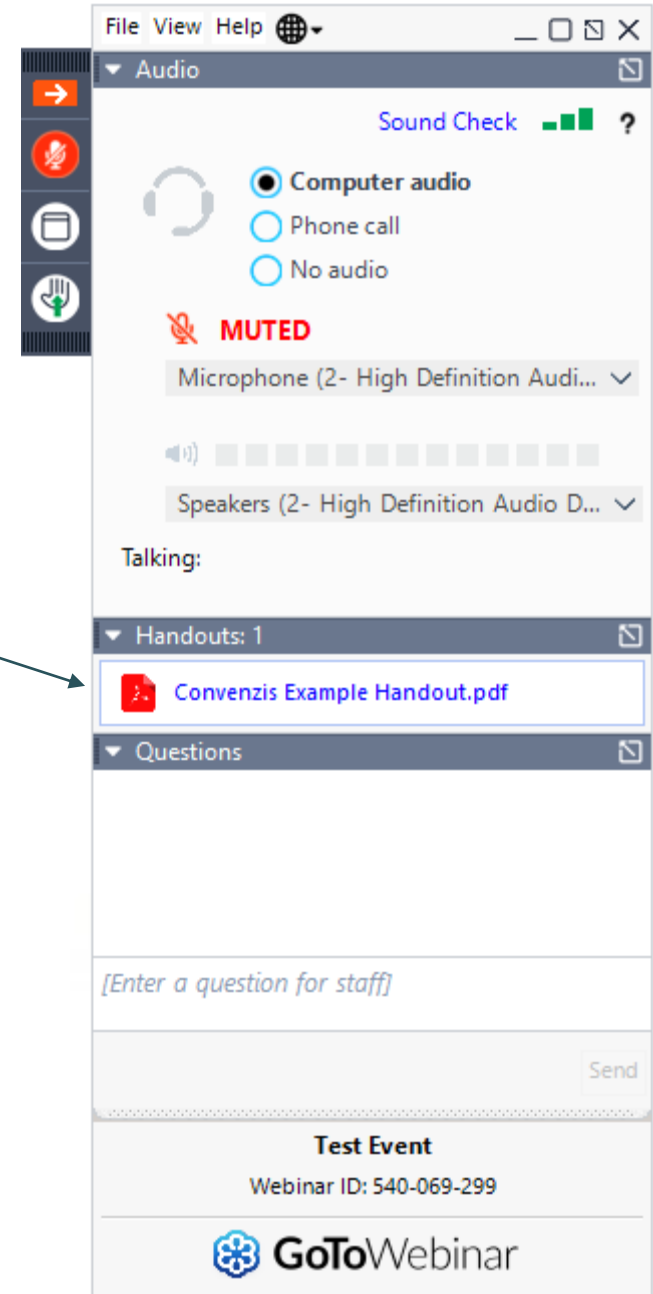 File View Help
Audio
Sound Check ?
Computer audio
Phone call
No audio
MUTED
Microphone (2- High Definition Audi...
Speakers (2- High Definition Audio D...
Talking:
Handouts: 1
Convenzis Example Handout.pdf
Questions
[Enter a question for staff]
Send
Test Event
Webinar ID: 540-069-299
GoToWebinar